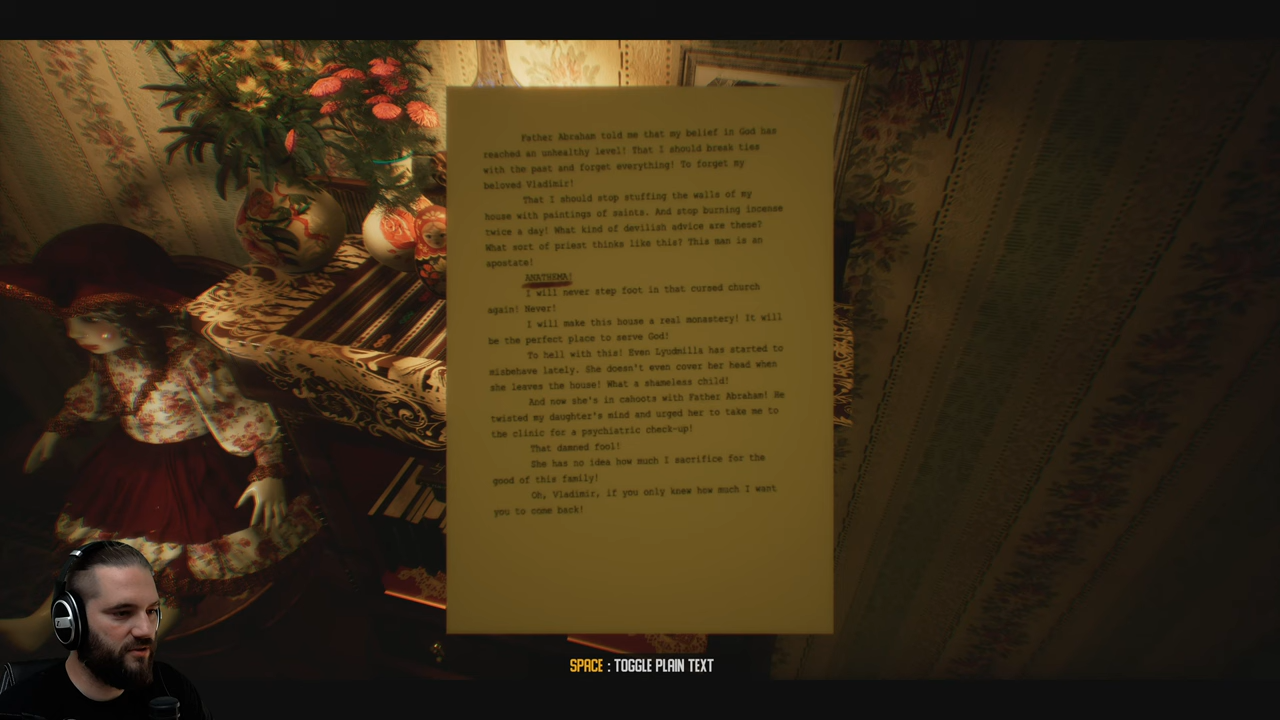 Father Abraham told me that my belief in God has
reached an unhealthy level! That I should break ties
with the past and forget everything! To forget my
beloved Vladimir!
That I should stop stuffing the walls of my
house with paintings of saints. And stop burning incense
twice a day! What kind of devilish advice are these?
What sort of priest thinks like this? This man is an
apostate!
ANATHEMA!
I will never step foot in that cursed church
again! Never!
I will make this house a real monastery! It will
be the perfect place to serve God!
To hell with this! Even Lyudmilla has started to
misbehave lately. She doesn't even cover her head when
she leaves the house! What a shameless child!
And now she's in cahoots with Father Abraham! He
twisted my daughter's mind and urged her to take me to
the clinic for a psychiatric check-up!
That damned fool!
She has no idea how much I sacrifice for the
good of this family!
Oh, Vladimir, if you only knew how much I want
you to come back!
SPACE : TOGGLE PLAIN TEXT